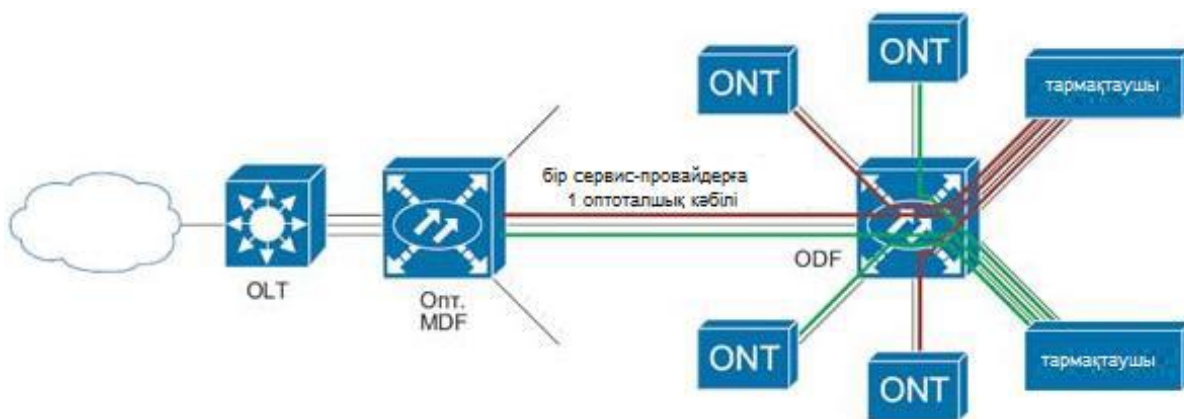 ONT
ONT
тармақтаушы
бір сервис-провайдерға
1 оптоталшық кәбілі
OLT
Опт.
MDF
ODF
ONT
ONT
тармақтаушы